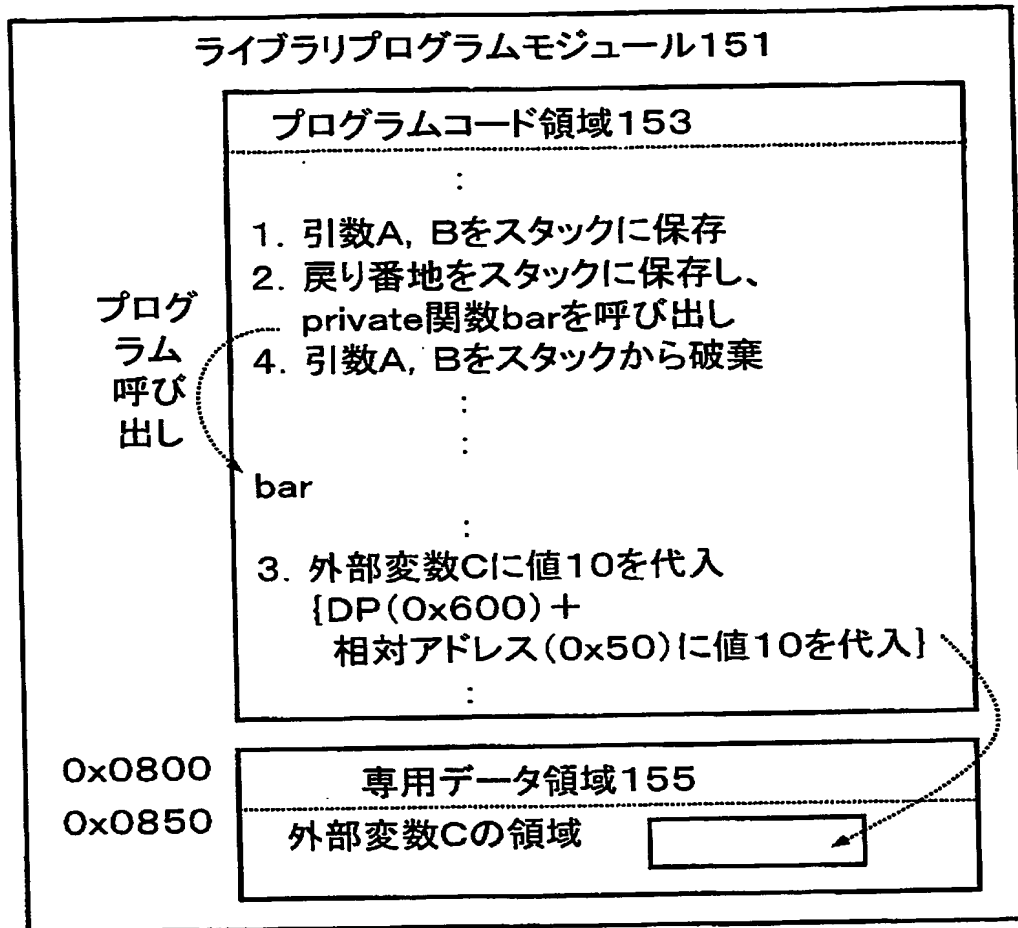 ライブラリプログラムモジュール151
プログラムコード領域153
:
1. 引数A, Bをスタックに保存
2. 戻り番地をスタックに保存し、
private関数barを呼び出し
4. 引数A, Bをスタックから破棄
:
:
プログ
ラム
呼び
出し
bar
:
3. 外部変数Cに値10を代入
{DP(0x600)+
相対アドレス(0x50)に値10を代入}
:
0x0800
専用データ領域155
0x0850
外部変数Cの領域